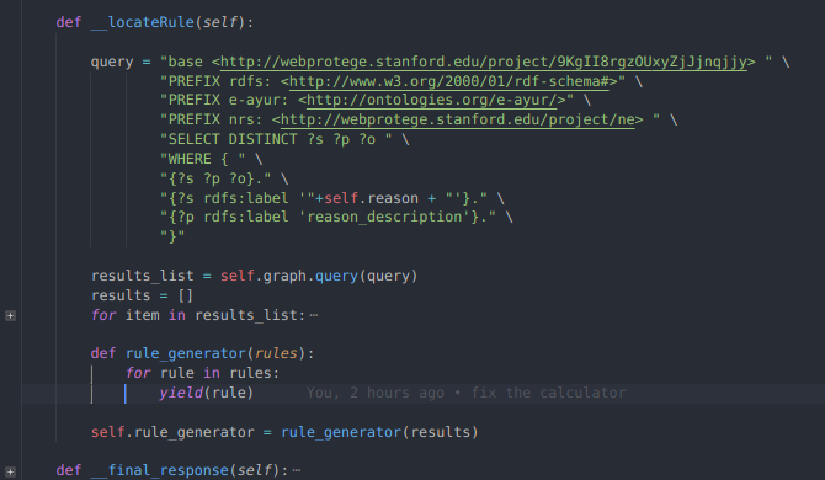 def __locateRule(self):
query = "base <http://webprotege.stanford.edu/project/9KgII8rgzOUxyZjJjnqjjy> " \
"PREFIX rdfs: <http://www.w3.org/2000/01/rdf-schema#>" \
"PREFIX e-ayur: <http://ontologies.org/e-ayur/>" \
"PREFIX nrs: <http://webprotege.stanford.edu/project/ne> " \
"SELECT DISTINCT ?s ?p ?o " \
"WHERE { " \
"{?s ?p ?o}." \
"{?s rdfs:label '"+self.reason + "'}." \
"{?p rdfs:label 'reason_description'}." \
"}"
results_list = self.graph.query(query)
results = []
for item in results_list:⋯
def rule_generator(rules):
for rule in rules:
yield(rule) You, 2 hours ago • fix the calculator
self.rule_generator = rule_generator(results)
def __final_response(self):⋯